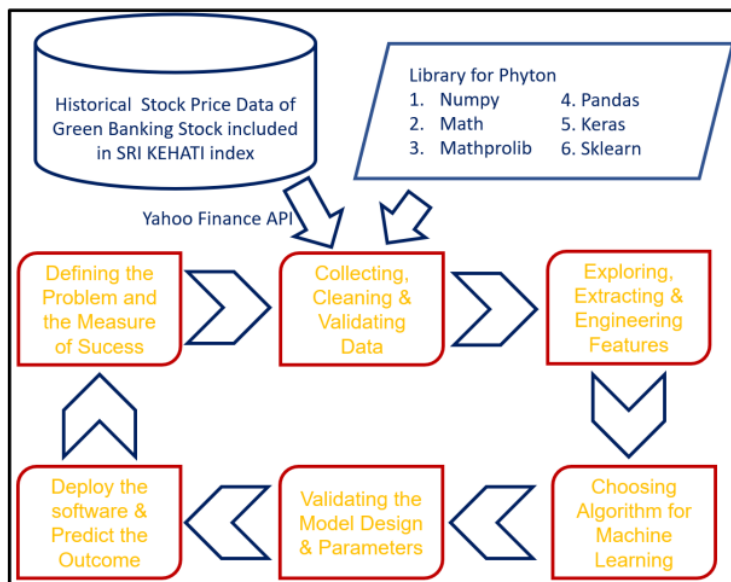 Historical Stock Price Data of
Green Banking Stock included
in SRI KEHATI index
Library for Phyton
1. Numpy
2. Math
3. Mathprolib
4. Pandas
5. Keras
6. Sklearn
Yahoo Finance API
Defining the
Problem and
the Measure
of Sucess
Collecting,
Cleaning &
Validating
Data
Exploring,
Extracting &
Engineering
Features
Deploy the
software &
Predict the
Outcome
Validating the
Model Design
& Parameters
Choosing
Algorithm for
Machine
Learning